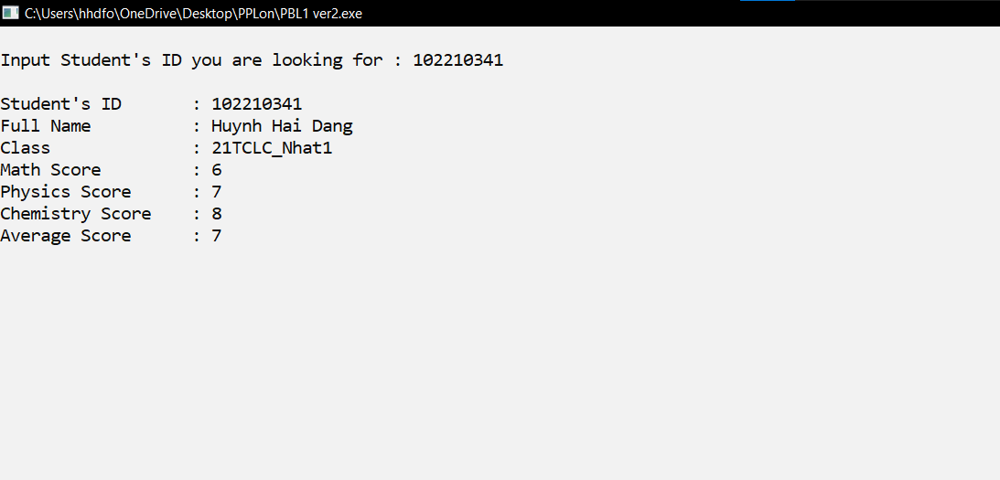 C:\Users\hhdfo\OneDrive\Desktop\PPLon\PBL1 ver2.exe
Input Student's ID you are looking for : 102210341
Student's ID : 102210341
Full Name : Huynh Hai Dang
Class : 21TCLC_Nhat1
Math Score : 6
Physics Score : 7
Chemistry Score : 8
Average Score : 7